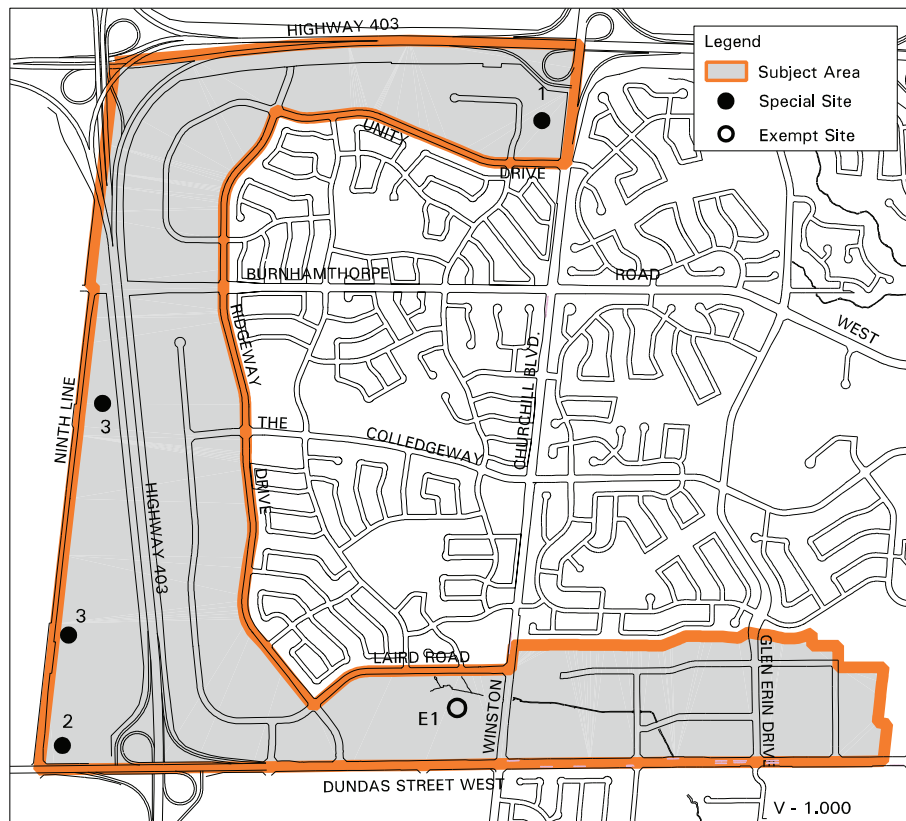 HIGHWAY 403
Legend
Subject Area
Special Site
Exempt Site
1
UNITY
DRIVE
BURNHAMTHORPE
ROAD
WEST
RIDGEWAY
CHURCHILL BLVD.
THE
COLLEDGEWAY
NINTH LINE
3
HIGHWAY 403
DRIVE
3
LAIRD ROAD
GLEN ERIN DRIVE
WINSTON
E1
2
DUNDAS STREET WEST
V - 1.000